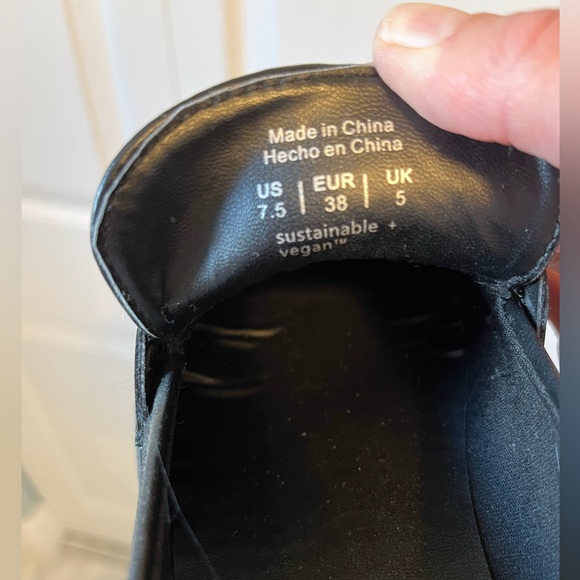 Made in China
Hecho en China
US | EUR | UK
7.5 | 38 | 5
sustainable +
vegan™